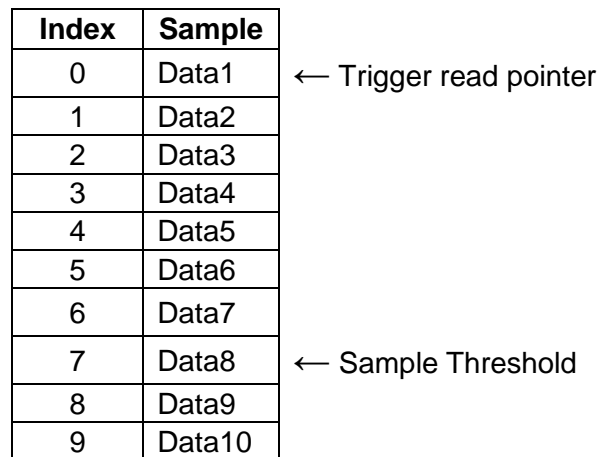 Index Sample
0 Data1 ← Trigger read pointer
1 Data2
2 Data3
3 Data4
4 Data5
5 Data6
6 Data7
7 Data8 ← Sample Threshold
8 Data9
9 Data10